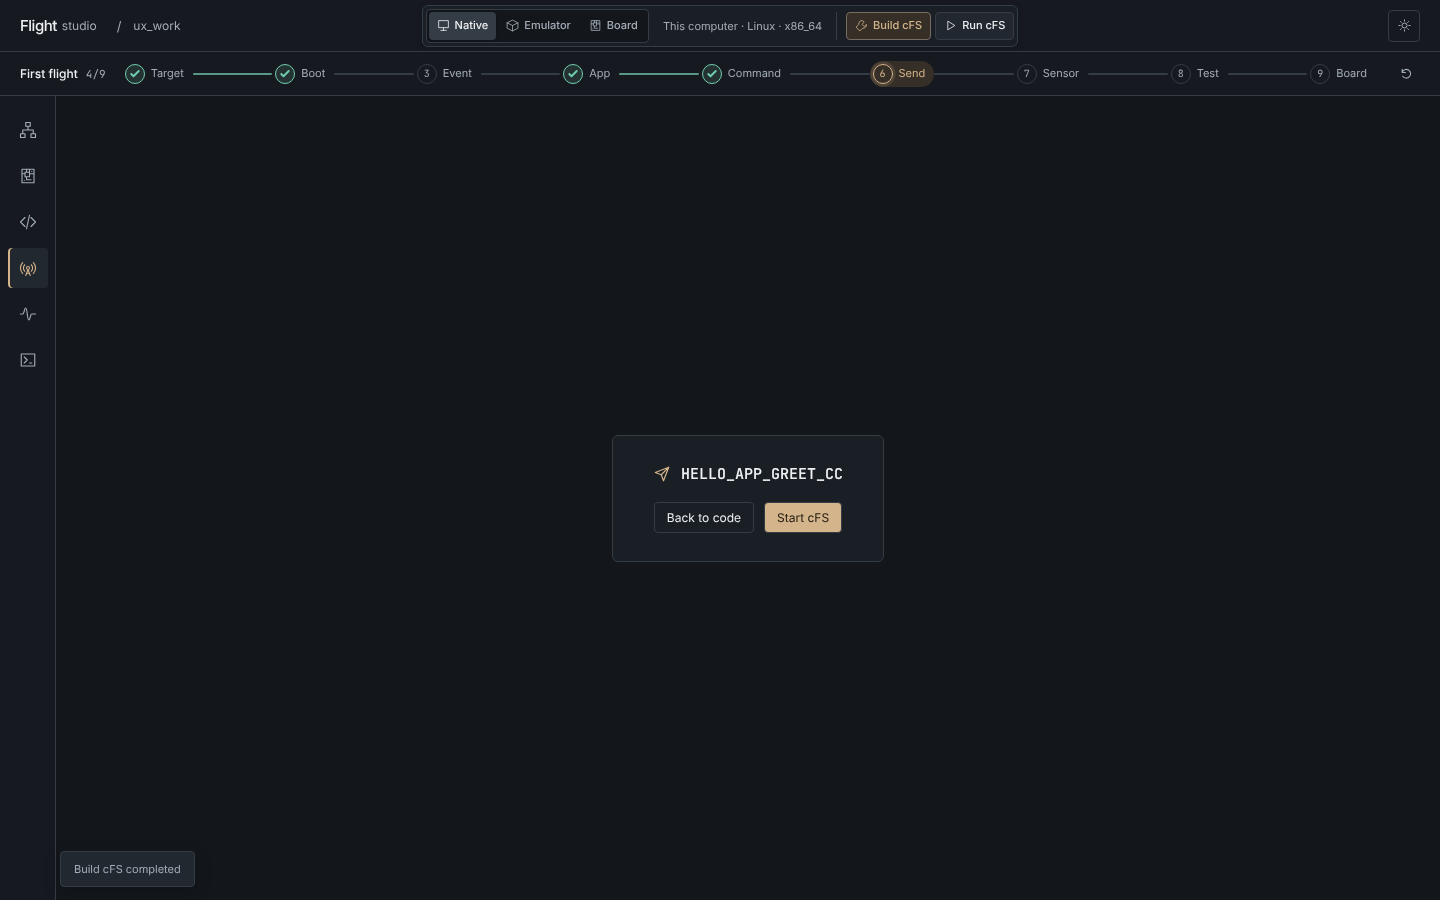 Flight studio / ux_work
Native Emulator Board This computer · Linux · x86_64 Build cFS Run cFS
First flight 4/9 Target Boot 3 Event App Command 6 Send 7 Sensor 8 Test 9 Board
HELLO_APP_GREET_CC
Back to code Start cFS
Build cFS completed